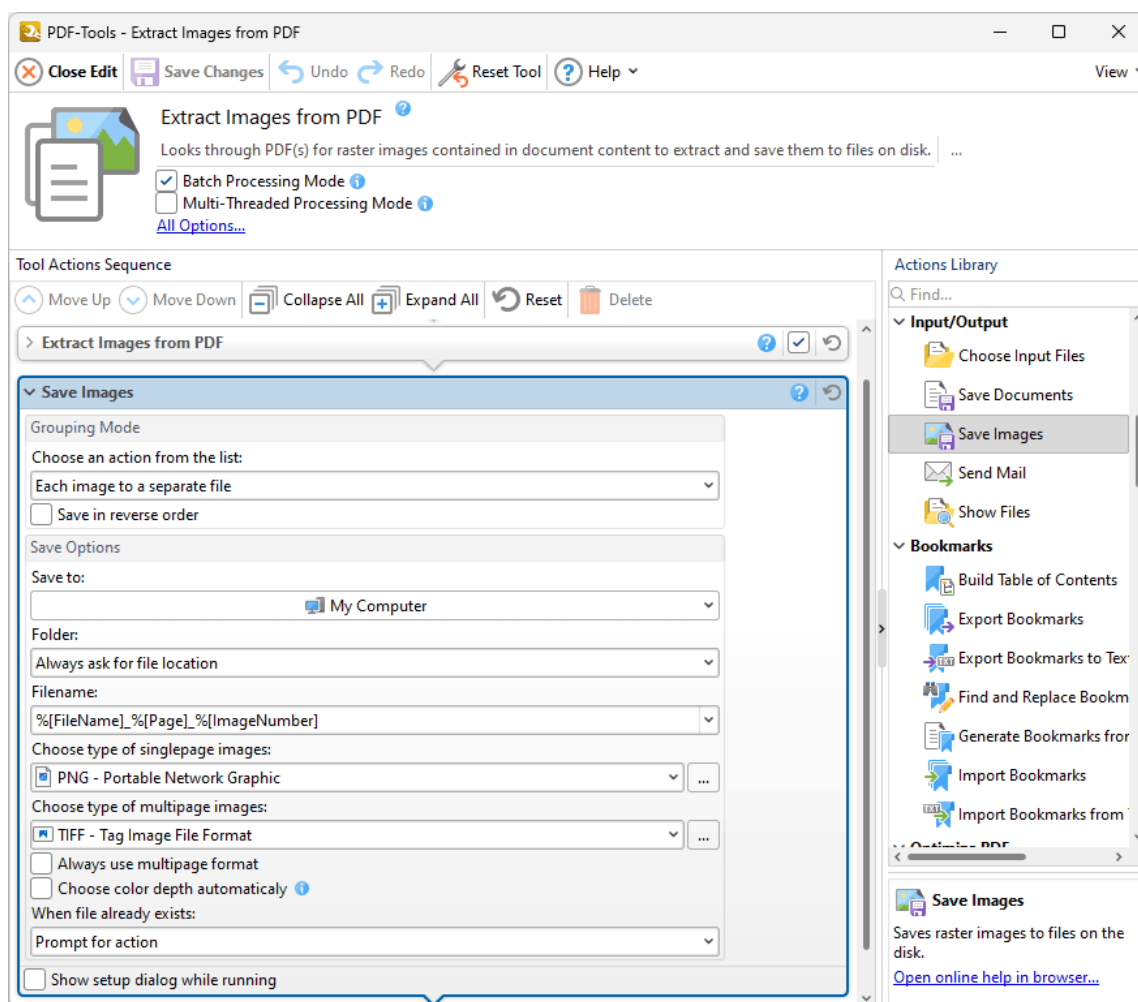 PDF-Tools - Extract Images from PDF
Close Edit Save Changes Undo Redo Reset Tool Help View
Extract Images from PDF
Looks through PDF(s) for raster images contained in document content to extract and save them to files on disk. ...
Batch Processing Mode
Multi-Threaded Processing Mode
All Options...
Tool Actions Sequence
Move Up Move Down Collapse All Expand All Reset Delete
Extract Images from PDF
Save Images
Grouping Mode
Choose an action from the list:
Each image to a separate file
Save in reverse order
Save Options
Save to:
My Computer
Folder:
Always ask for file location
Filename:
%[FileName]_%[Page]_%[ImageNumber]
Choose type of singlepage images:
PNG - Portable Network Graphic ...
Choose type of multipage images:
TIFF - Tag Image File Format ...
Always use multipage format
Choose color depth automaticaly
When file already exists:
Prompt for action
Show setup dialog while running
Actions Library
Find...
Input/Output
Choose Input Files
Save Documents
Save Images
Send Mail
Show Files
Bookmarks
Build Table of Contents
Export Bookmarks
Export Bookmarks to Tex
Find and Replace Bookm
Generate Bookmarks fror
Import Bookmarks
Import Bookmarks from
Optimize PDF
Save Images
Saves raster images to files on the
disk.
Open online help in browser...